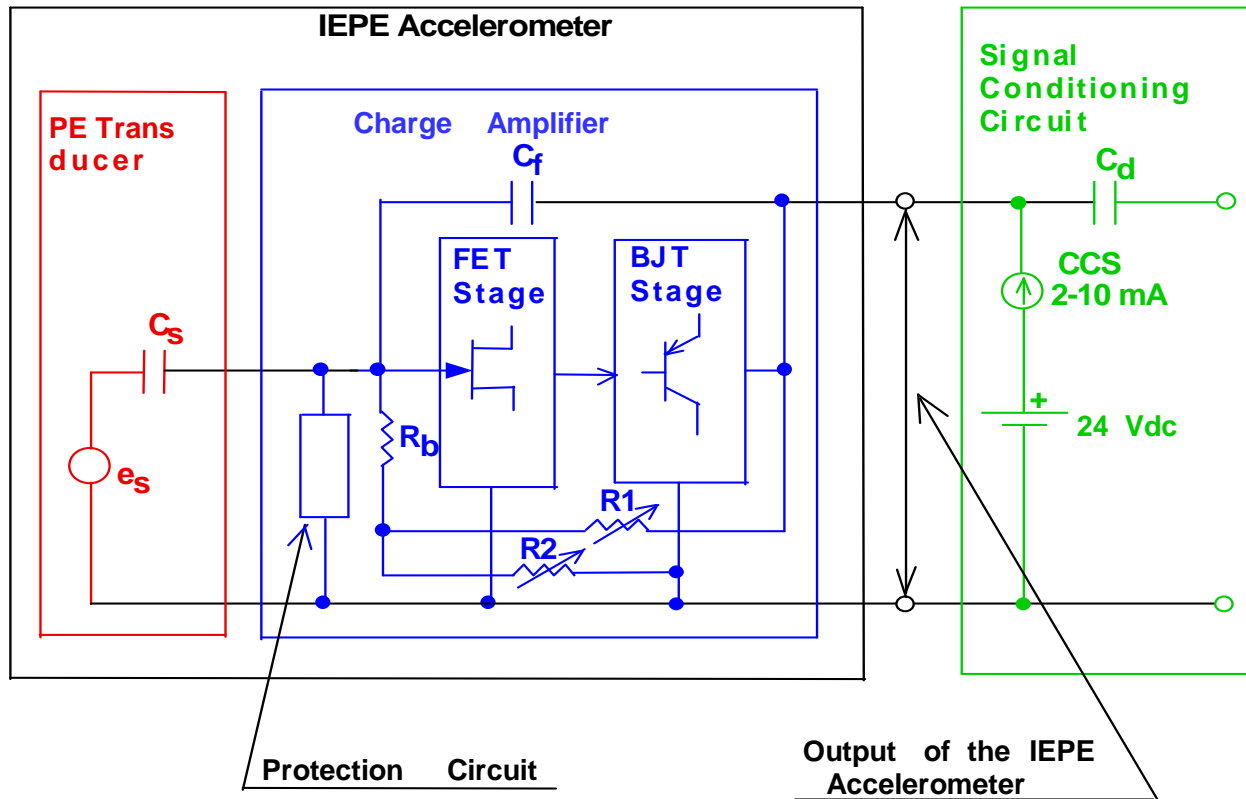 IEPE Accelerometer
PE Trans
ducer
Charge Amplifier
Signal
Conditioning
Circuit
Cf
Cd
FET
Stage
BJT
Stage
CCS
2-10 mA
Cs
+
24 Vdc
Rb
es
R1
R2
Protection Circuit
Output of the IEPE
Accelerometer